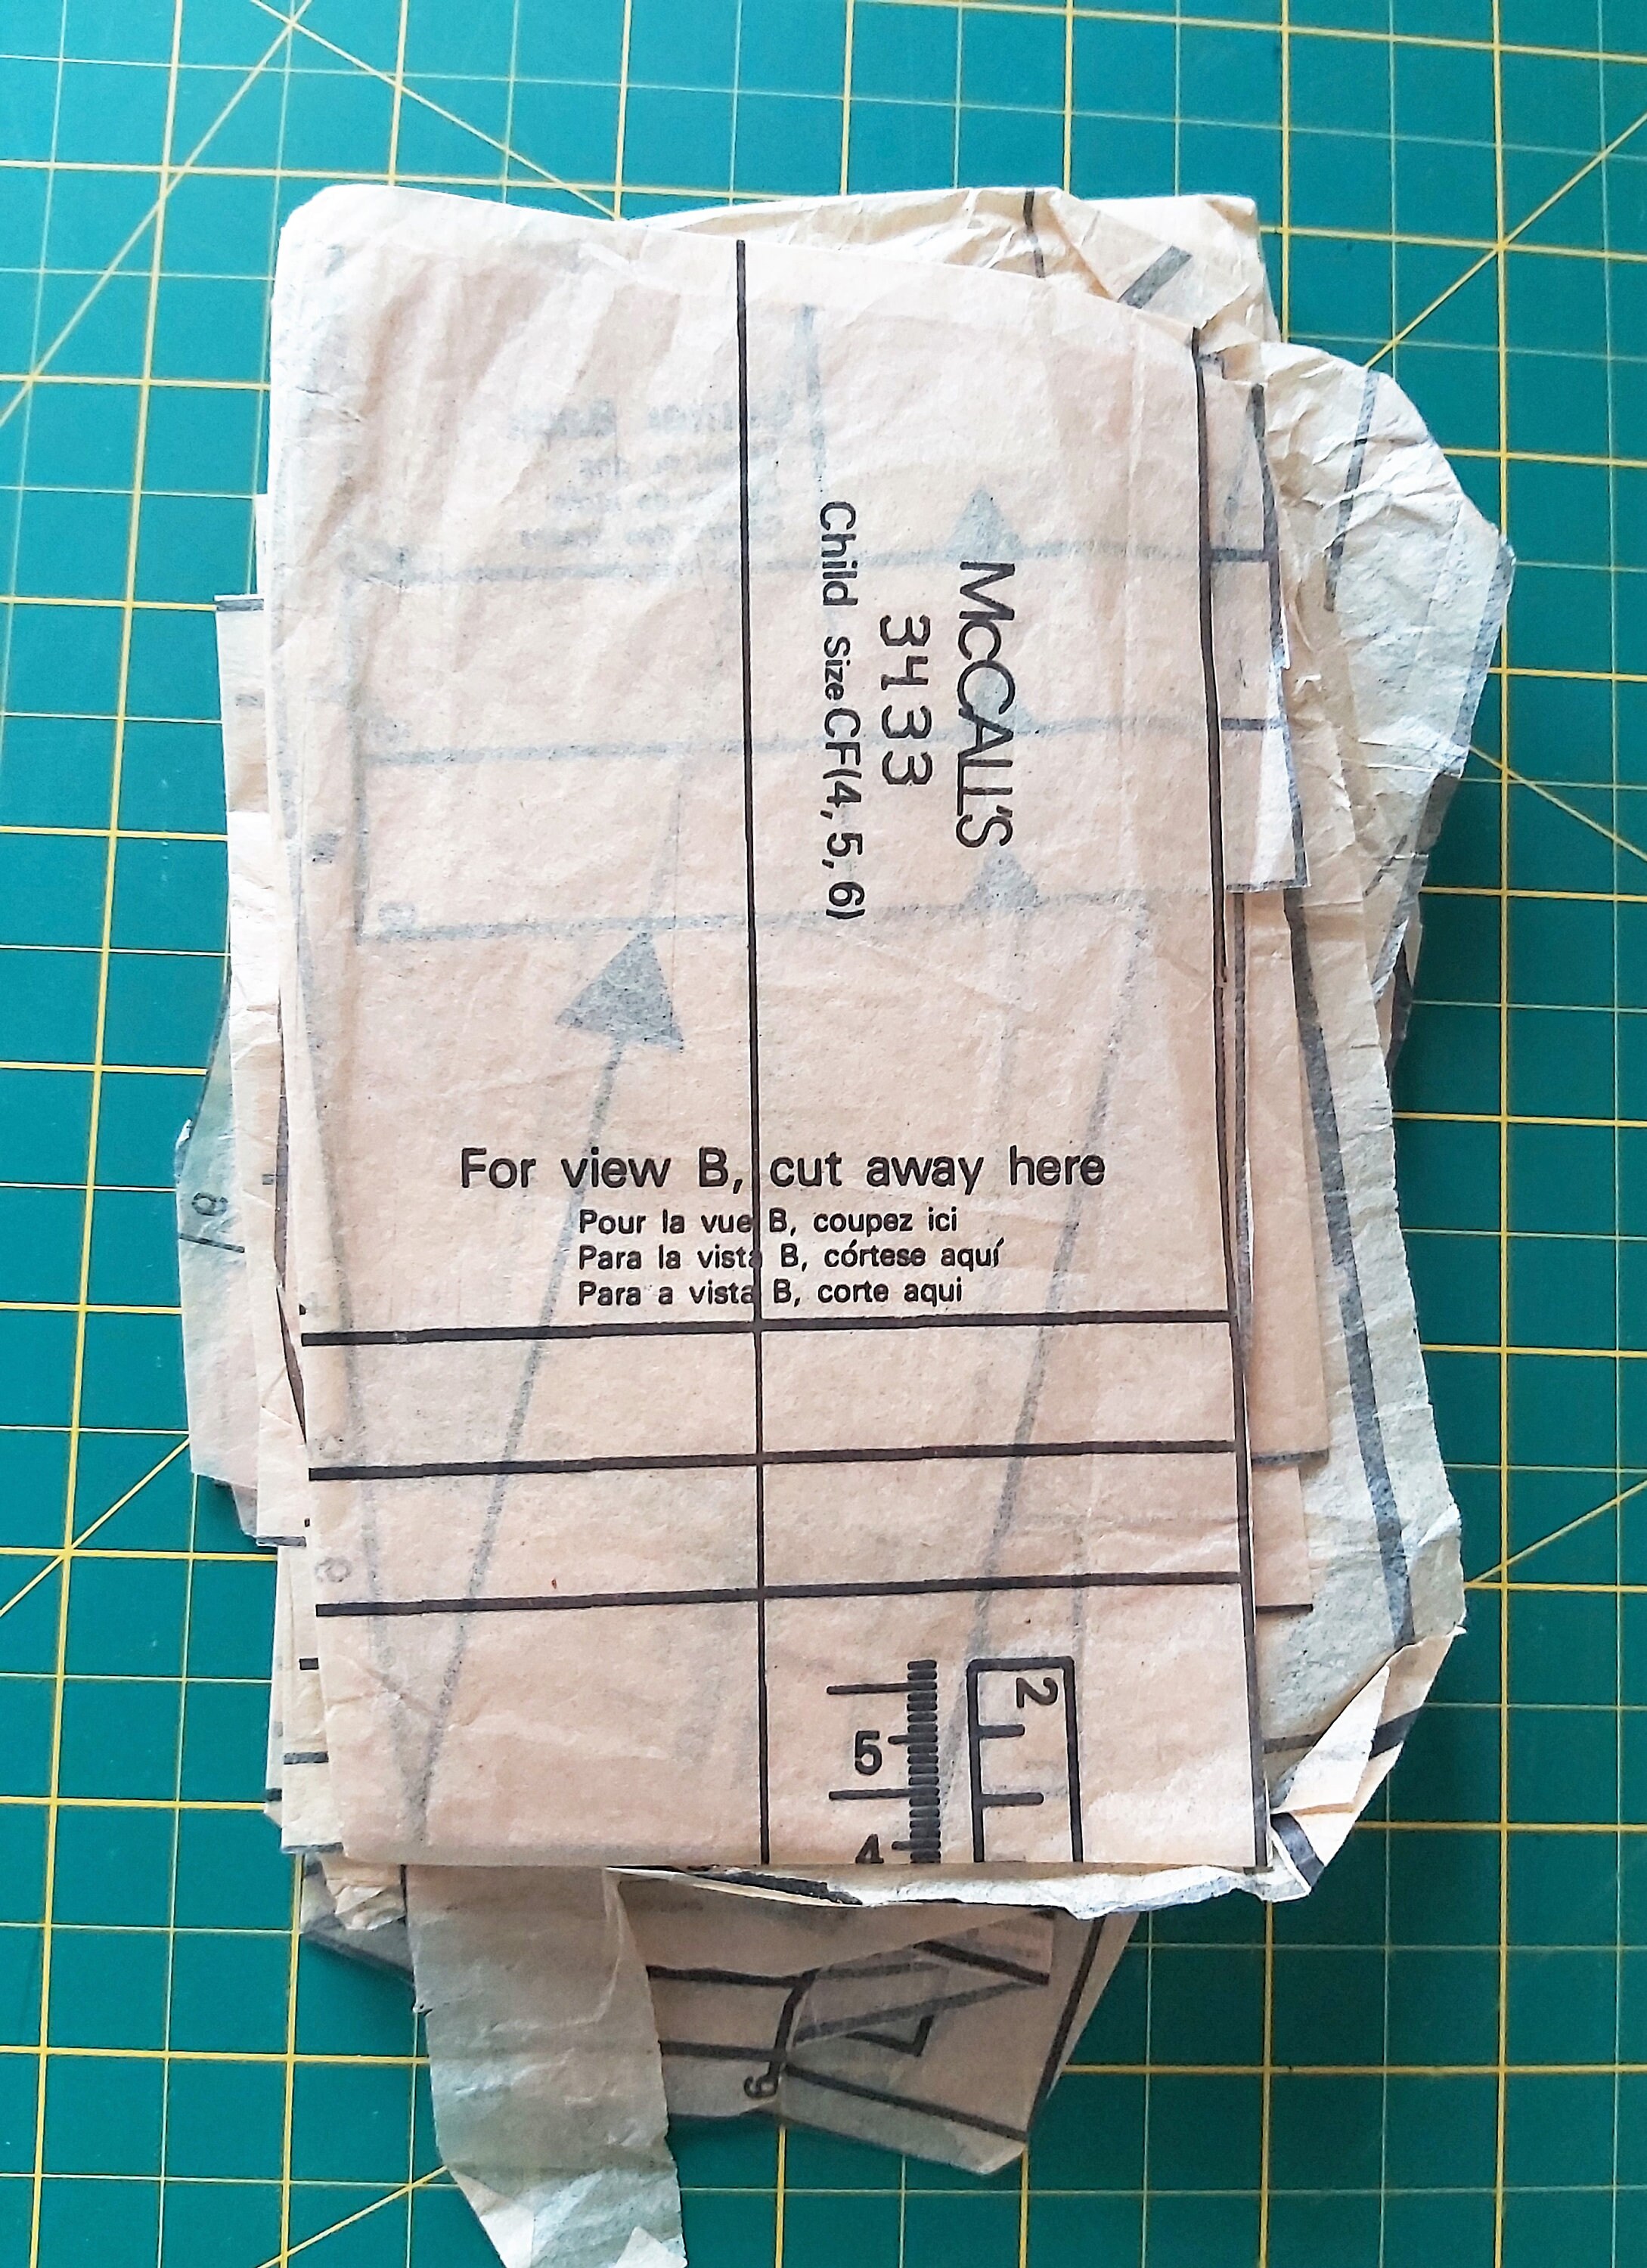 McCALL'S
3433
Child Size CF(4, 5, 6)
For view B, cut away here
Pour la vue B, coupez ici
Para la vista B, córtese aquí
Para a vista B, corte aqui
2
5
4
6